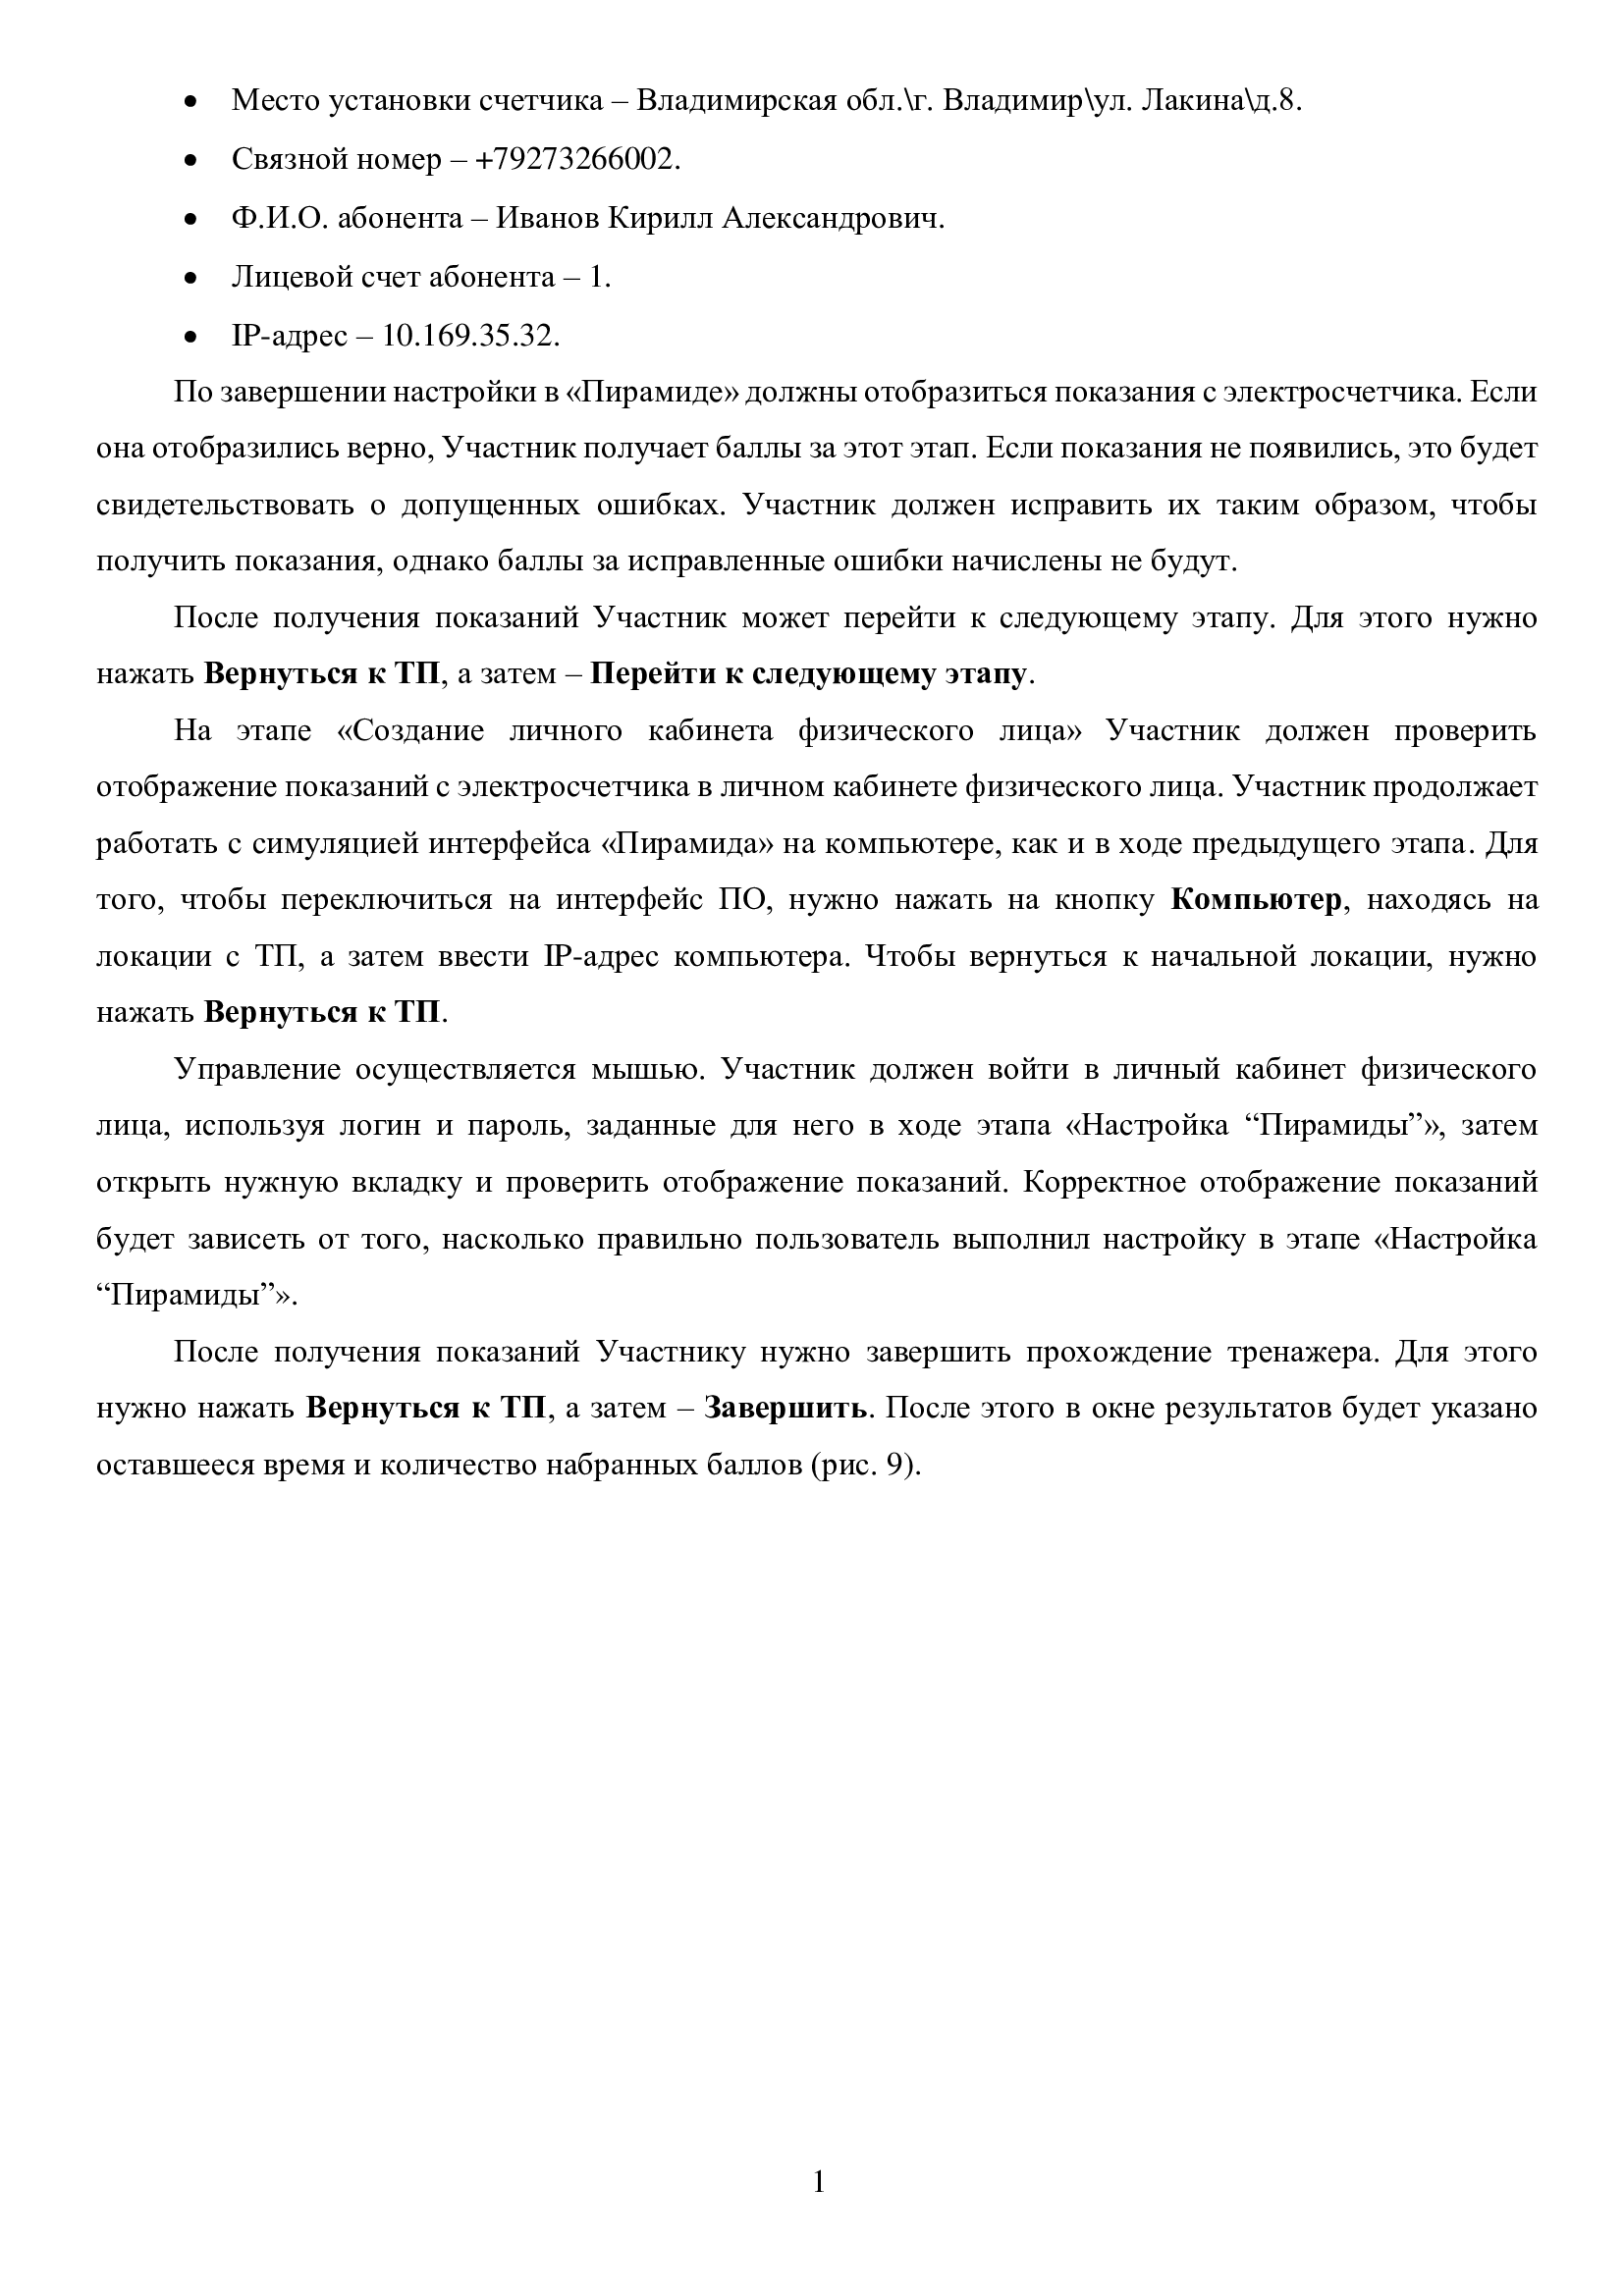 • Место установки счетчика – Владимирская обл.\г. Владимир\ул. Лакина\д.8.
• Связной номер – +79273266002.
• Ф.И.О. абонента – Иванов Кирилл Александрович.
• Лицевой счет абонента – 1.
• IP-адрес – 10.169.35.32.
По завершении настройки в «Пирамиде» должны отобразиться показания с электросчетчика. Если
она отобразились верно, Участник получает баллы за этот этап. Если показания не появились, это будет
свидетельствовать о допущенных ошибках. Участник должен исправить их таким образом, чтобы
получить показания, однако баллы за исправленные ошибки начислены не будут.
После получения показаний Участник может перейти к следующему этапу. Для этого нужно
нажать Вернуться к ТП, а затем – Перейти к следующему этапу.
На этапе «Создание личного кабинета физического лица» Участник должен проверить
отображение показаний с электросчетчика в личном кабинете физического лица. Участник продолжает
работать с симуляцией интерфейса «Пирамида» на компьютере, как и в ходе предыдущего этапа. Для
того, чтобы переключиться на интерфейс ПО, нужно нажать на кнопку Компьютер, находясь на
локации с ТП, а затем ввести IP-адрес компьютера. Чтобы вернуться к начальной локации, нужно
нажать Вернуться к ТП.
Управление осуществляется мышью. Участник должен войти в личный кабинет физического
лица, используя логин и пароль, заданные для него в ходе этапа «Настройка “Пирамиды”», затем
открыть нужную вкладку и проверить отображение показаний. Корректное отображение показаний
будет зависеть от того, насколько правильно пользователь выполнил настройку в этапе «Настройка
“Пирамиды”».
После получения показаний Участнику нужно завершить прохождение тренажера. Для этого
нужно нажать Вернуться к ТП, а затем – Завершить. После этого в окне результатов будет указано
оставшееся время и количество набранных баллов (рис. 9).
1